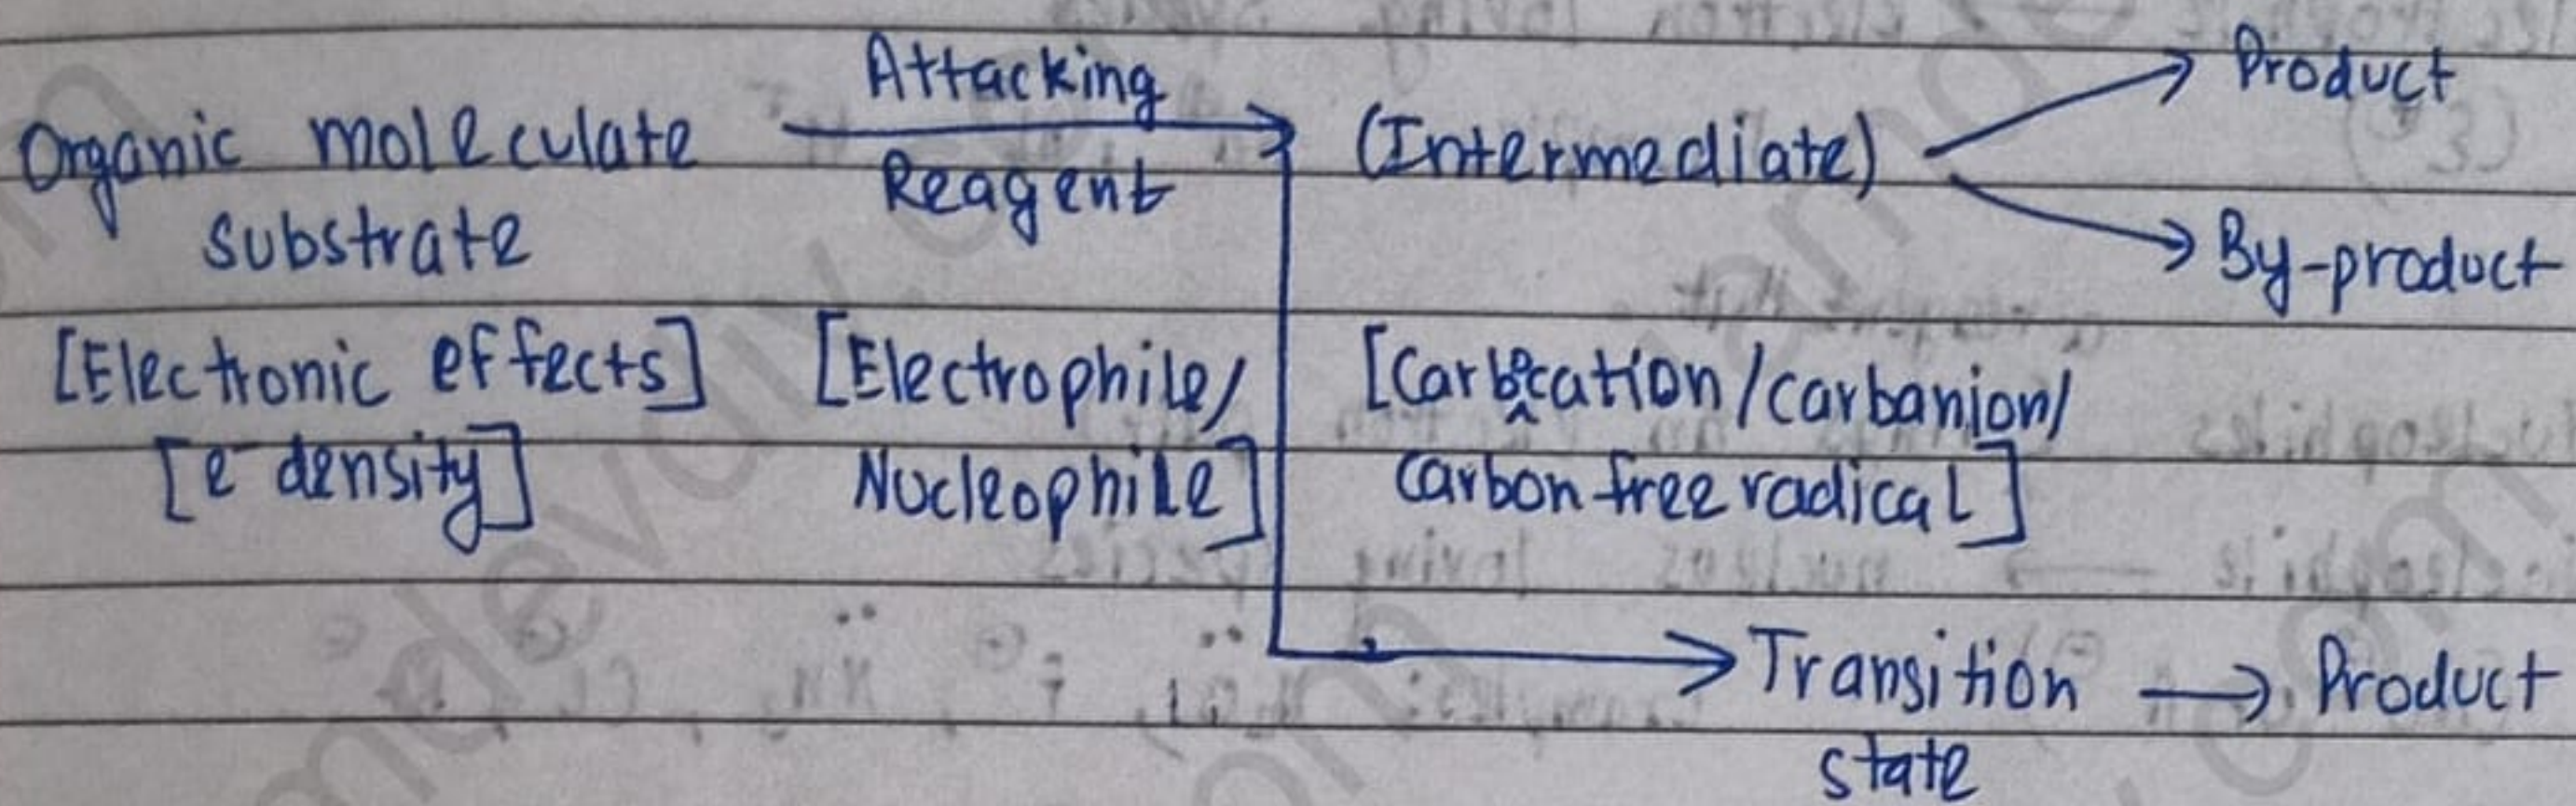 Attacking
Organic moleculate → (Intermediate) → Product
Reagent
substrate → By-product
[Electronic effects] [Electrophile/ [Carbocation/carbanion/
[e⁻ density] Nucleophile] carbon free radical]
→ Transition → Product
state